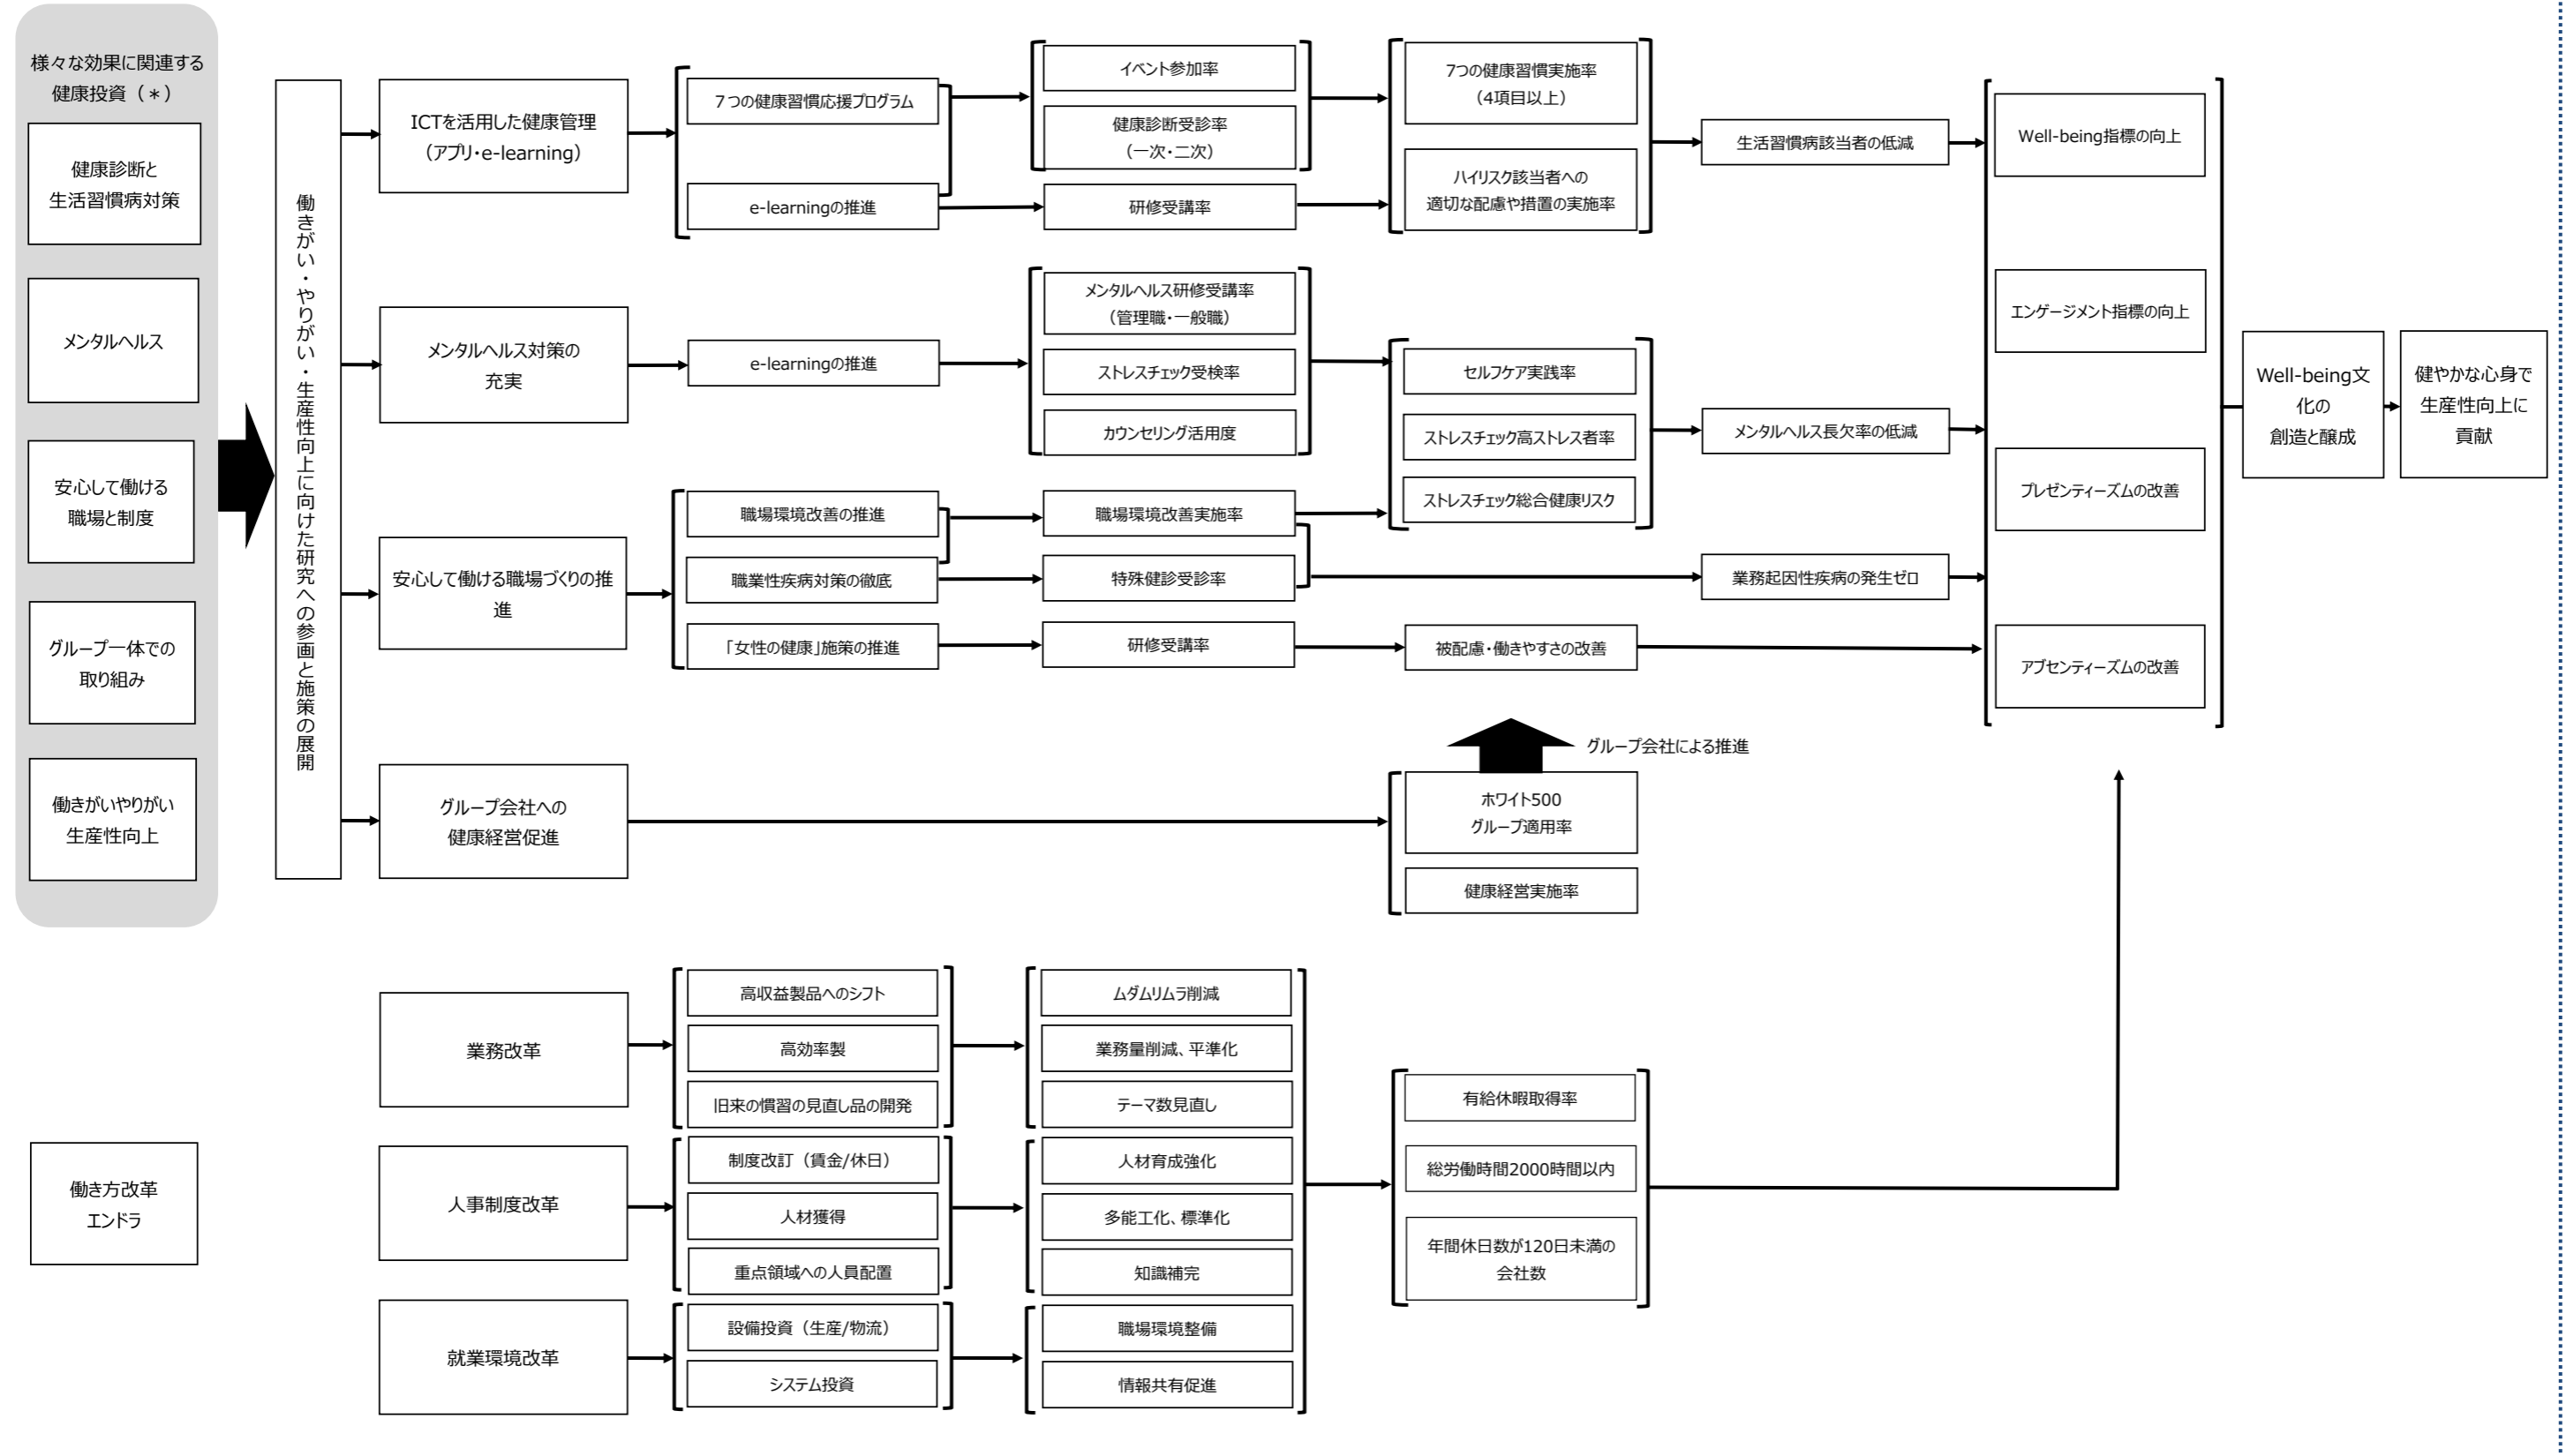 様々な効果に関連する
健康投資（＊）
健康診断と
生活習慣病対策
メンタルヘルス
安心して働ける
職場と制度
グループ一体での
取り組み
働きがいやりがい
生産性向上
働きがい・やりがい・生産性向上に向けた研究への参画と施策の展開
ICTを活用した健康管理
（アプリ・e-learning）
7つの健康習慣応援プログラム
e-learningの推進
イベント参加率
健康診断受診率
（一次・二次）
研修受講率
7つの健康習慣実施率
（4項目以上）
ハイリスク該当者への
適切な配慮や措置の実施率
生活習慣病該当者の低減
メンタルヘルス対策の
充実
e-learningの推進
メンタルヘルス研修受講率
（管理職・一般職）
ストレスチェック受検率
カウンセリング活用度
セルフケア実践率
ストレスチェック高ストレス者率
ストレスチェック総合健康リスク
メンタルヘルス長欠率の低減
安心して働ける職場づくりの推
進
職場環境改善の推進
職業性疾病対策の徹底
「女性の健康」施策の推進
職場環境改善実施率
特殊健診受診率
研修受講率
被配慮・働きやすさの改善
業務起因性疾病の発生ゼロ
Well-being指標の向上
エンゲージメント指標の向上
プレゼンティーズムの改善
アブセンティーズムの改善
Well-being文
化の
創造と醸成
健やかな心身で
生産性向上に
貢献
グループ会社への
健康経営促進
グループ会社による推進
ホワイト500
グループ適用率
健康経営実施率
働き方改革
エンドラ
業務改革
高収益製品へのシフト
高効率製
旧来の慣習の見直し品の開発
ムダムリムラ削減
業務量削減、平準化
テーマ数見直し
人事制度改革
制度改訂（賃金/休日）
人材獲得
重点領域への人員配置
人材育成強化
多能工化、標準化
知識補完
就業環境改革
設備投資（生産/物流）
システム投資
職場環境整備
情報共有促進
有給休暇取得率
総労働時間2000時間以内
年間休日数が120日未満の
会社数